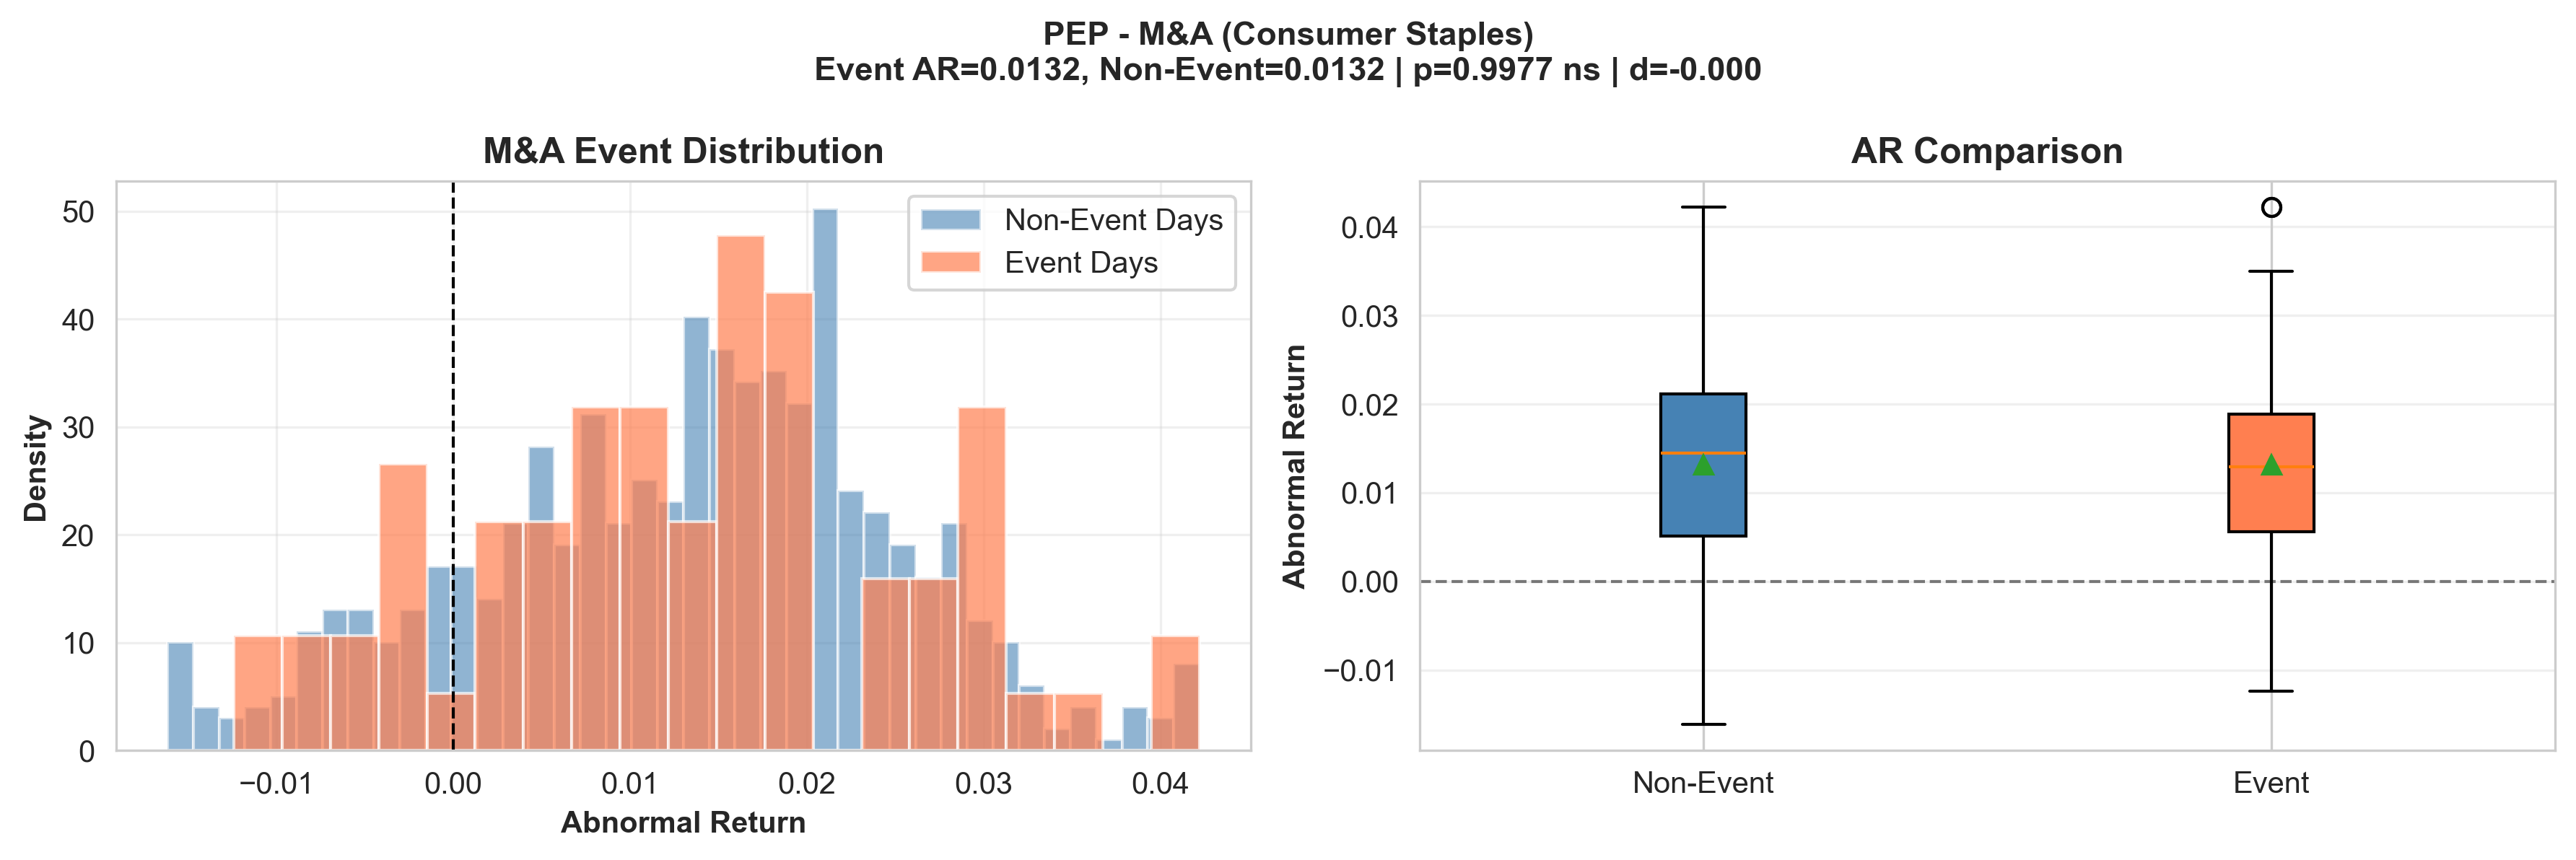 PEP - M&A (Consumer Staples)
Event AR=0.0132, Non-Event=0.0132 | p=0.9977 ns | d=-0.000
M&A Event Distribution
Non-Event Days
Event Days
50
40
30
20
10
0
Density
−0.01
0.00
0.01
0.02
0.03
0.04
Abnormal Return
AR Comparison
0.04
0.03
0.02
0.01
0.00
−0.01
Abnormal Return
Non-Event
Event